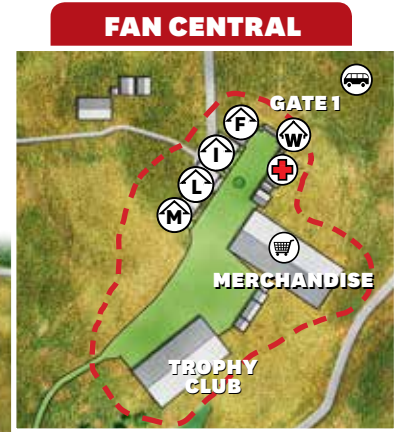 FAN CENTRAL
GATE 1
F
W
I
L
M
MERCHANDISE
TROPHY
CLUB